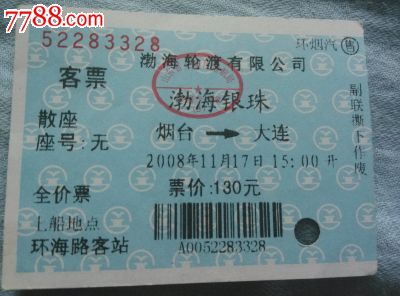 7788.com
52283328
环烟汽 售
渤海轮渡有限公司
客票
渤海银珠
散座
烟台 → 大连
座号:无
2008年11月17日 15:00 开
全价票
票价:130元
上船地点
环海路客站
A0052283328
副联撕下作废